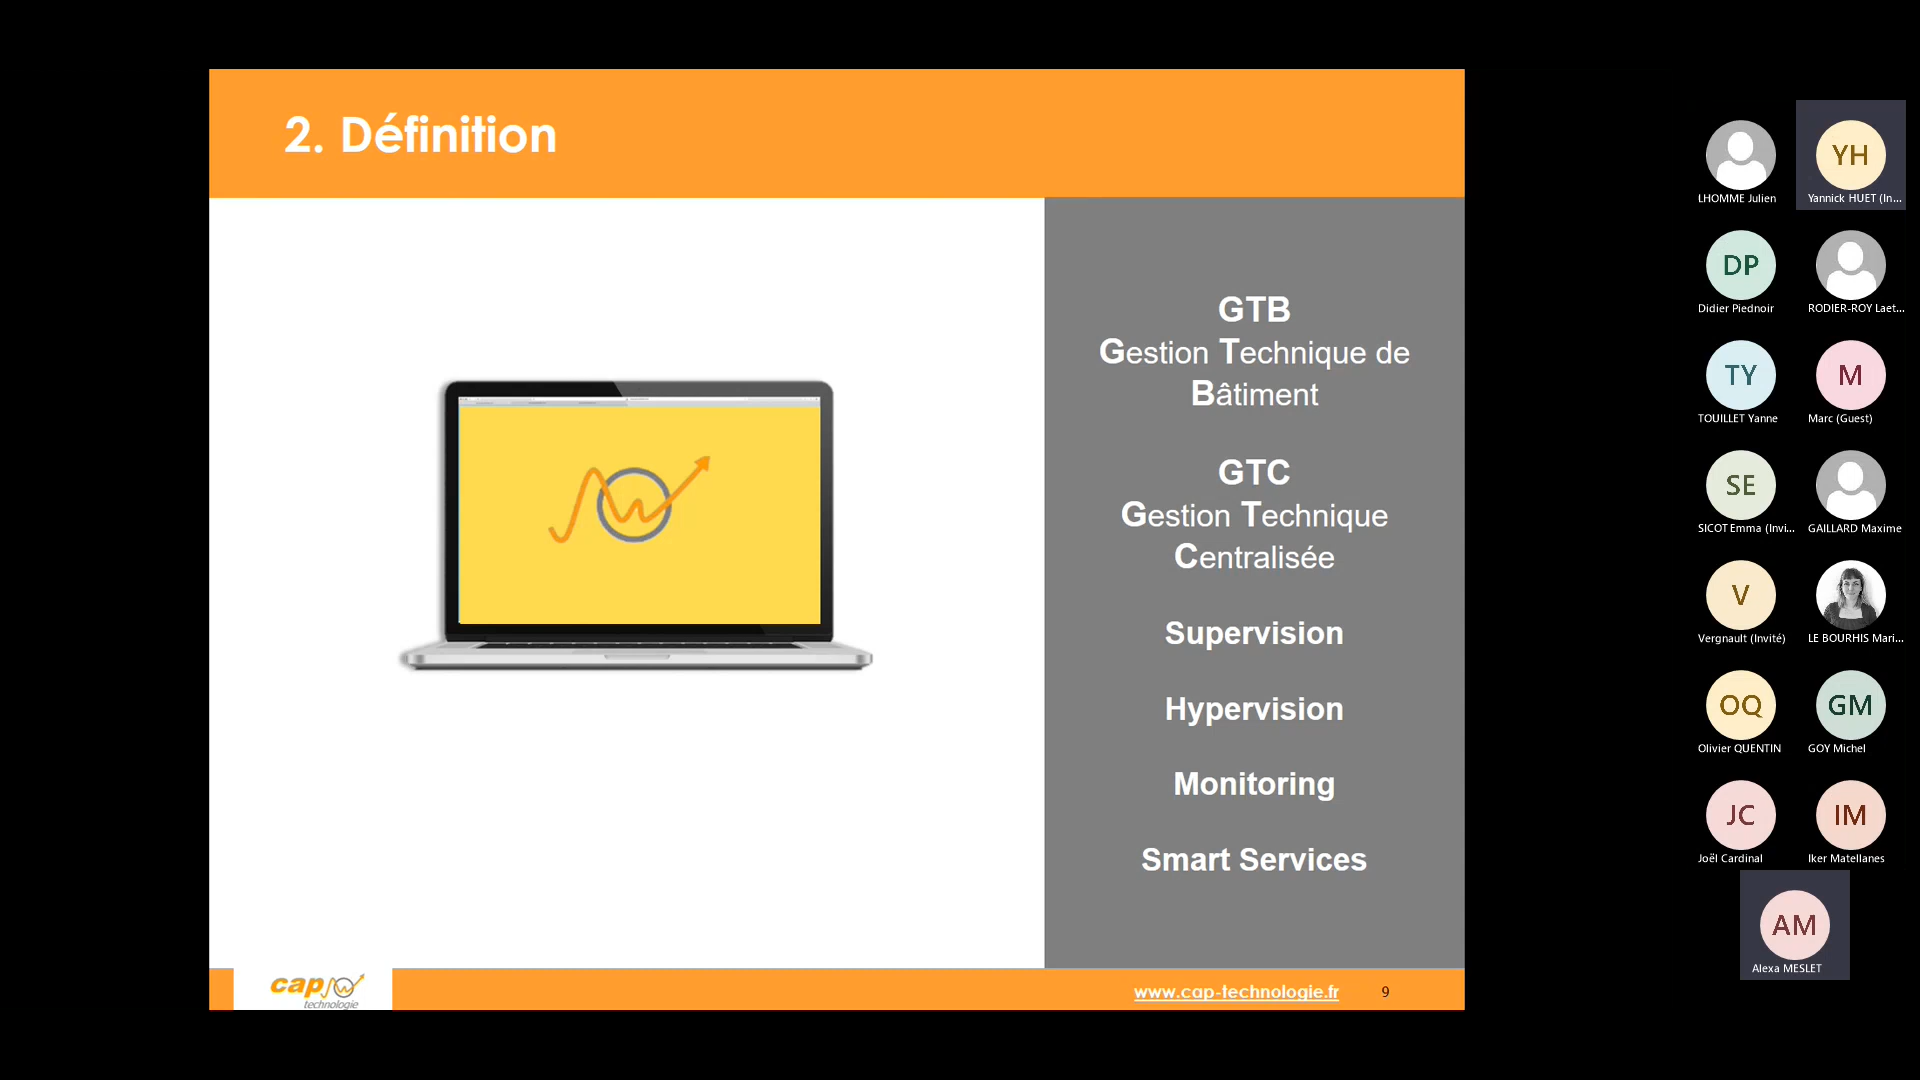 2. Définition
GTB
Gestion Technique de
Bâtiment
GTC
Gestion Technique
Centralisée
Supervision
Hypervision
Monitoring
Smart Services
cap
technologie
www.cap-technologie.fr
9
LHOMME Julien
YH
Yannick HUET (In...
DP
Didier Piednoir
RODIER-ROY Laet...
TY
TOUILLET Yanne
M
Marc (Guest)
SE
SICOT Emma (Invi...
GAILLARD Maxime
V
Vergnault (Invité)
LE BOURHIS Mari...
OQ
Olivier QUENTIN
GM
GOY Michel
JC
Joël Cardinal
IM
Iker Matellanes
AM
Alexa MESLET